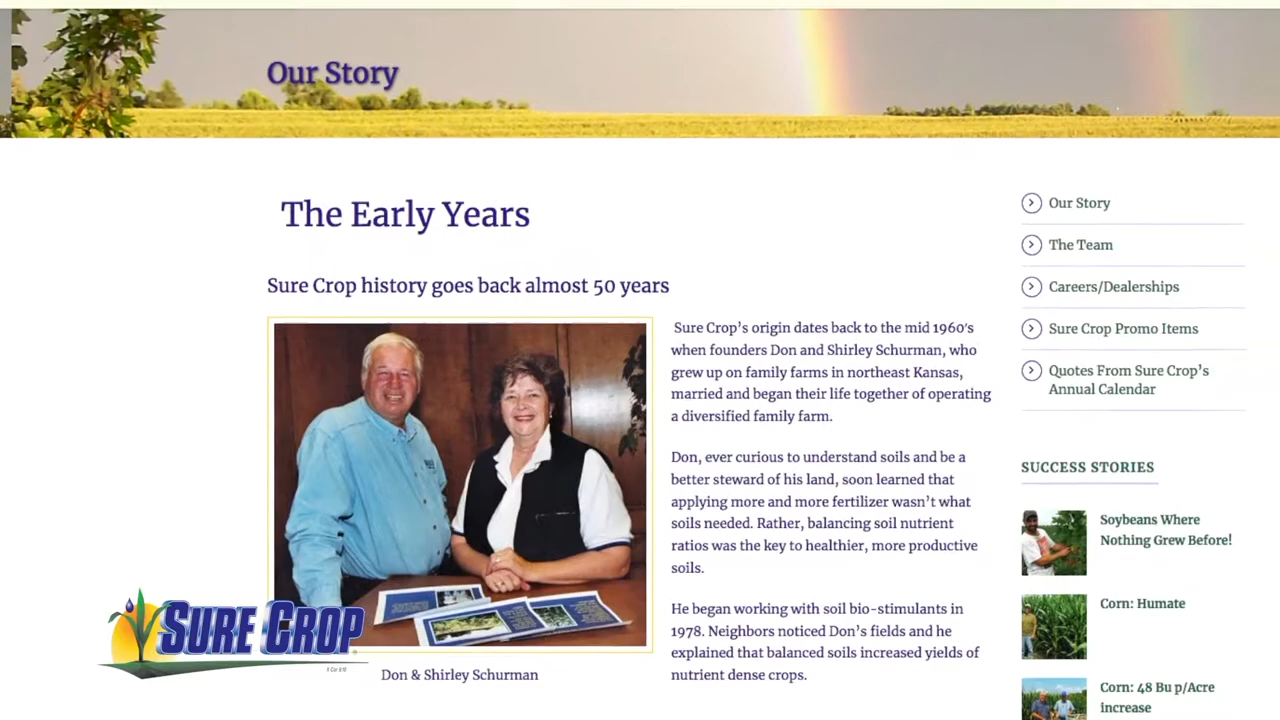 Our Story
The Early Years
Sure Crop history goes back almost 50 years
Sure Crop's origin dates back to the mid 1960's
when founders Don and Shirley Schurman, who
grew up on family farms in northeast Kansas,
married and began their life together of operating
a diversified family farm.
Don, ever curious to understand soils and be a
better steward of his land, soon learned that
applying more and more fertilizer wasn't what
soils needed. Rather, balancing soil nutrient
ratios was the key to healthier, more productive
soils.
He began working with soil bio-stimulants in
1978. Neighbors noticed Don's fields and he
explained that balanced soils increased yields of
nutrient dense crops.
Don & Shirley Schurman
SURE CROP
Our Story
The Team
Careers/Dealerships
Sure Crop Promo Items
Quotes From Sure Crop's
Annual Calendar
SUCCESS STORIES
Soybeans Where
Nothing Grew Before!
Corn: Humate
Corn: 48 Bu p/Acre
increase